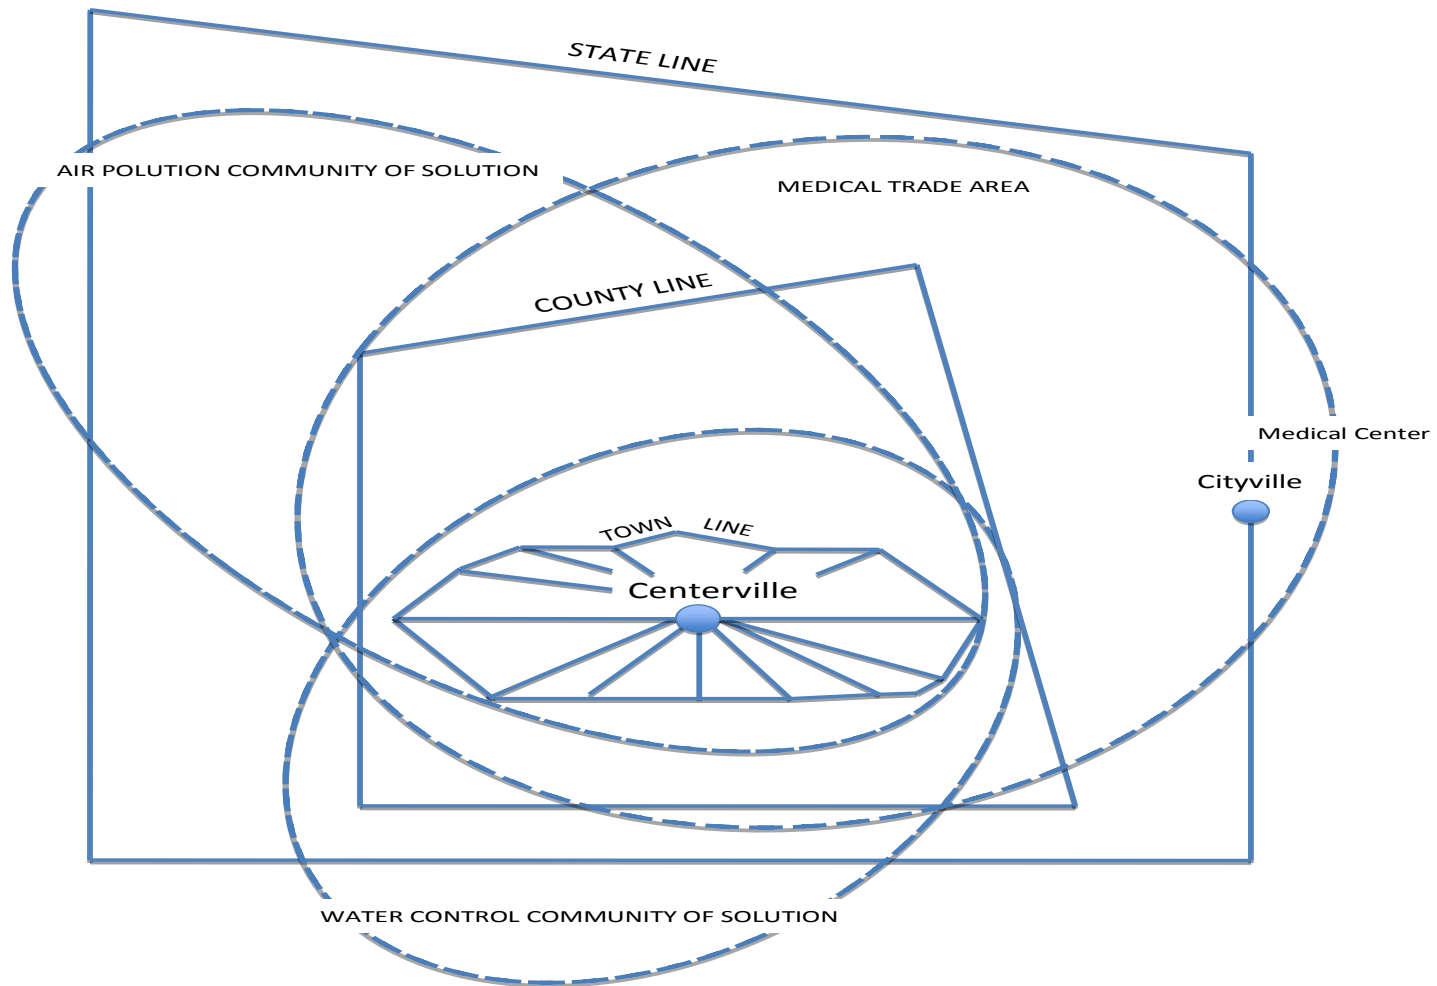 STATE LINE
AIR POLUTION COMMUNITY OF SOLUTION
MEDICAL TRADE AREA
COUNTY LINE
Medical Center
Cityville
TOWN LINE
Centerville
WATER CONTROL COMMUNITY OF SOLUTION